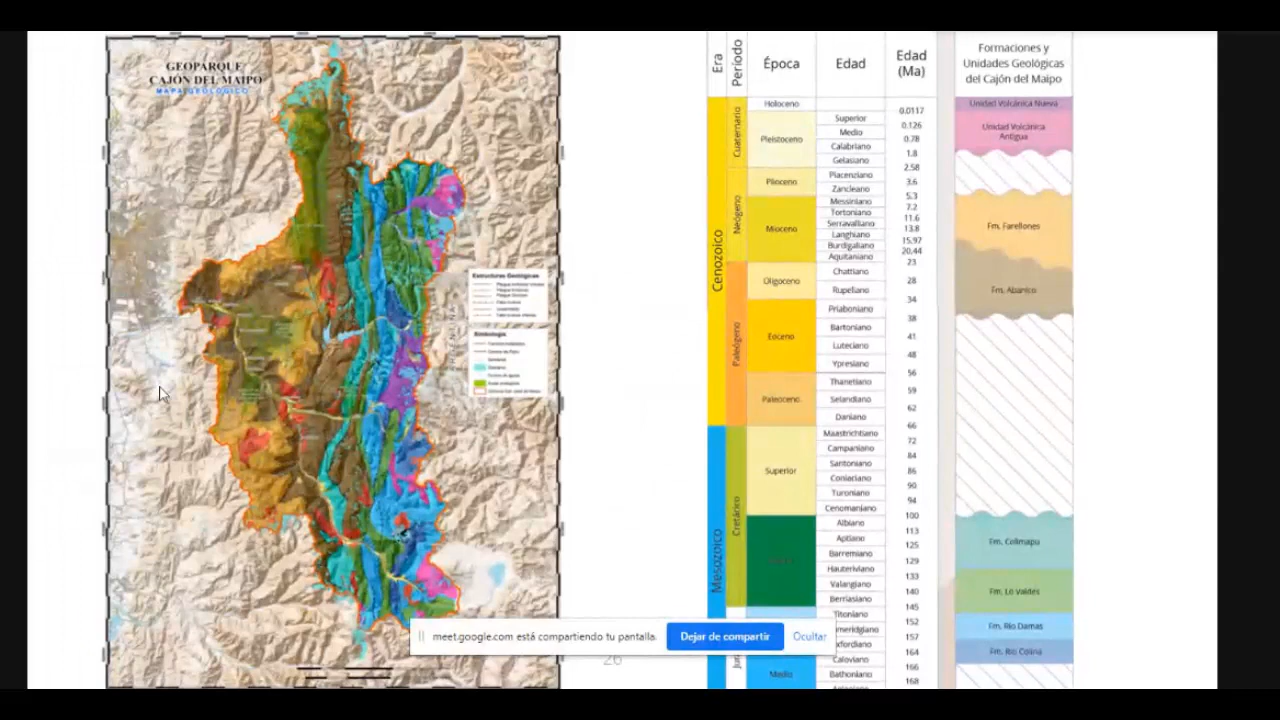 GEOPARQUE
CAJÓN DEL MAIPO
MAPA GEOLÓGICO
Estructuras Geológicas
Simbología
Era
Período
Época
Edad
Edad
(Ma)
Formaciones y
Unidades Geológicas
del Cajón del Maipo
Cenozoico
Mesozoico
Cuaternario
Neógeno
Paleógeno
Cretácico
Holoceno
Pleistoceno
Plioceno
Mioceno
Oligoceno
Eoceno
Paleoceno
Superior
Medio
Superior
Medio
Calabriano
Gelasiano
Piacenziano
Zancleano
Messiniano
Tortoniano
Serravalliano
Langhiano
Burdigaliano
Aquitaniano
Chattiano
Rupeliano
Priaboniano
Bartoniano
Luteciano
Ypresiano
Thanetiano
Selandiano
Daniano
Maastrichtiano
Campaniano
Santoniano
Coniaciano
Turoniano
Cenomaniano
Albiano
Aptiano
Barremiano
Hauteriviano
Valangiano
Berriasiano
Titoniano
Caloviano
Bathoniano
0.0117
0.126
0.78
1.8
2.58
3.6
5.3
7.2
11.6
13.8
15,97
20,44
23
28
34
38
41
48
56
59
62
66
72
84
86
90
94
100
113
125
129
133
140
145
152
157
164
166
168
Unidad Volcánica Nueva
Unidad Volcánica
Antigua
Fm. Farellones
Fm. Abanico
Fm. Colimapu
Fm. Lo Valdés
Fm. Río Damas
Fm. Río Colina
meet.google.com está compartiendo tu pantalla.
Dejar de compartir
Ocultar
26